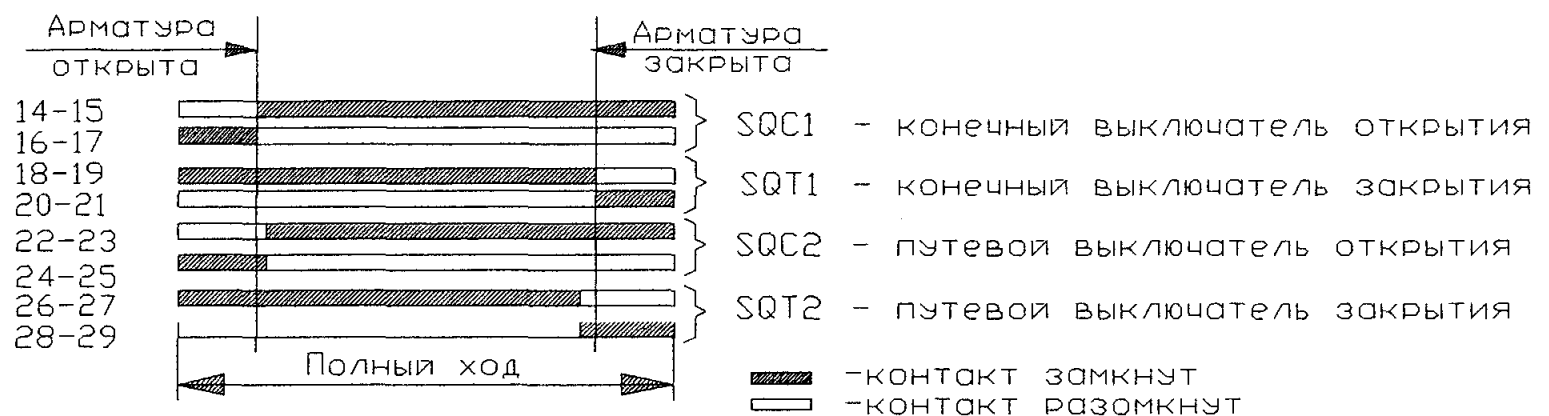 Арматура
открыта
Арматура
закрыта
14-15
16-17
SQC1 - конечный выключатель открытия
18-19
20-21
SQT1 - конечный выключатель закрытия
22-23
24-25
SQC2 - путевой выключатель открытия
26-27
28-29
SQT2 - путевой выключатель закрытия
Полный ход
-контакт замкнут
-контакт разомкнут